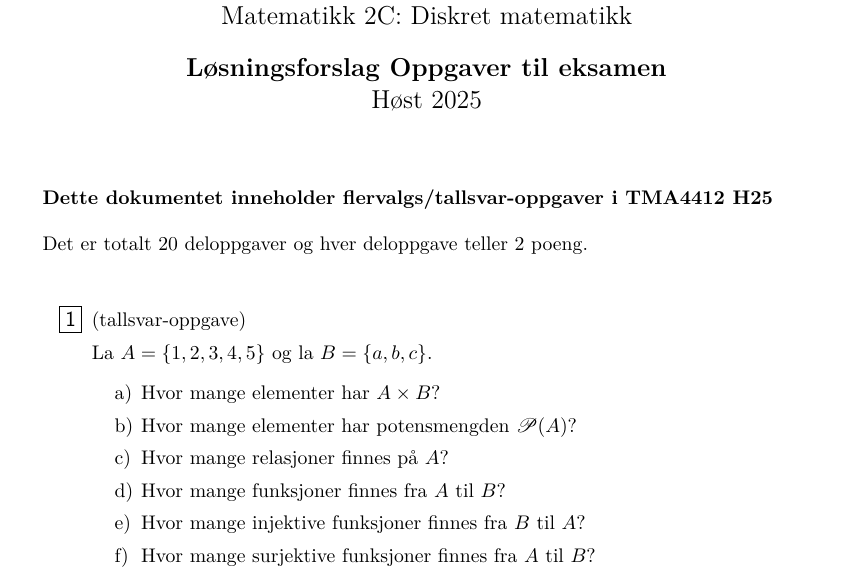 Matematikk 2C: Diskret matematikk
Løsningsforslag Oppgaver til eksamen
Høst 2025
Dette dokumentet inneholder flervalgs/tallsvar-oppgaver i TMA4412 H25
Det er totalt 20 deloppgaver og hver deloppgave teller 2 poeng.
1 (tallsvar-oppgave)
La A = {1, 2, 3, 4, 5} og la B = {a, b, c}.
a) Hvor mange elementer har A × B?
b) Hvor mange elementer har potensmengden 𝒫(A)?
c) Hvor mange relasjoner finnes på A?
d) Hvor mange funksjoner finnes fra A til B?
e) Hvor mange injektive funksjoner finnes fra B til A?
f) Hvor mange surjektive funksjoner finnes fra A til B?